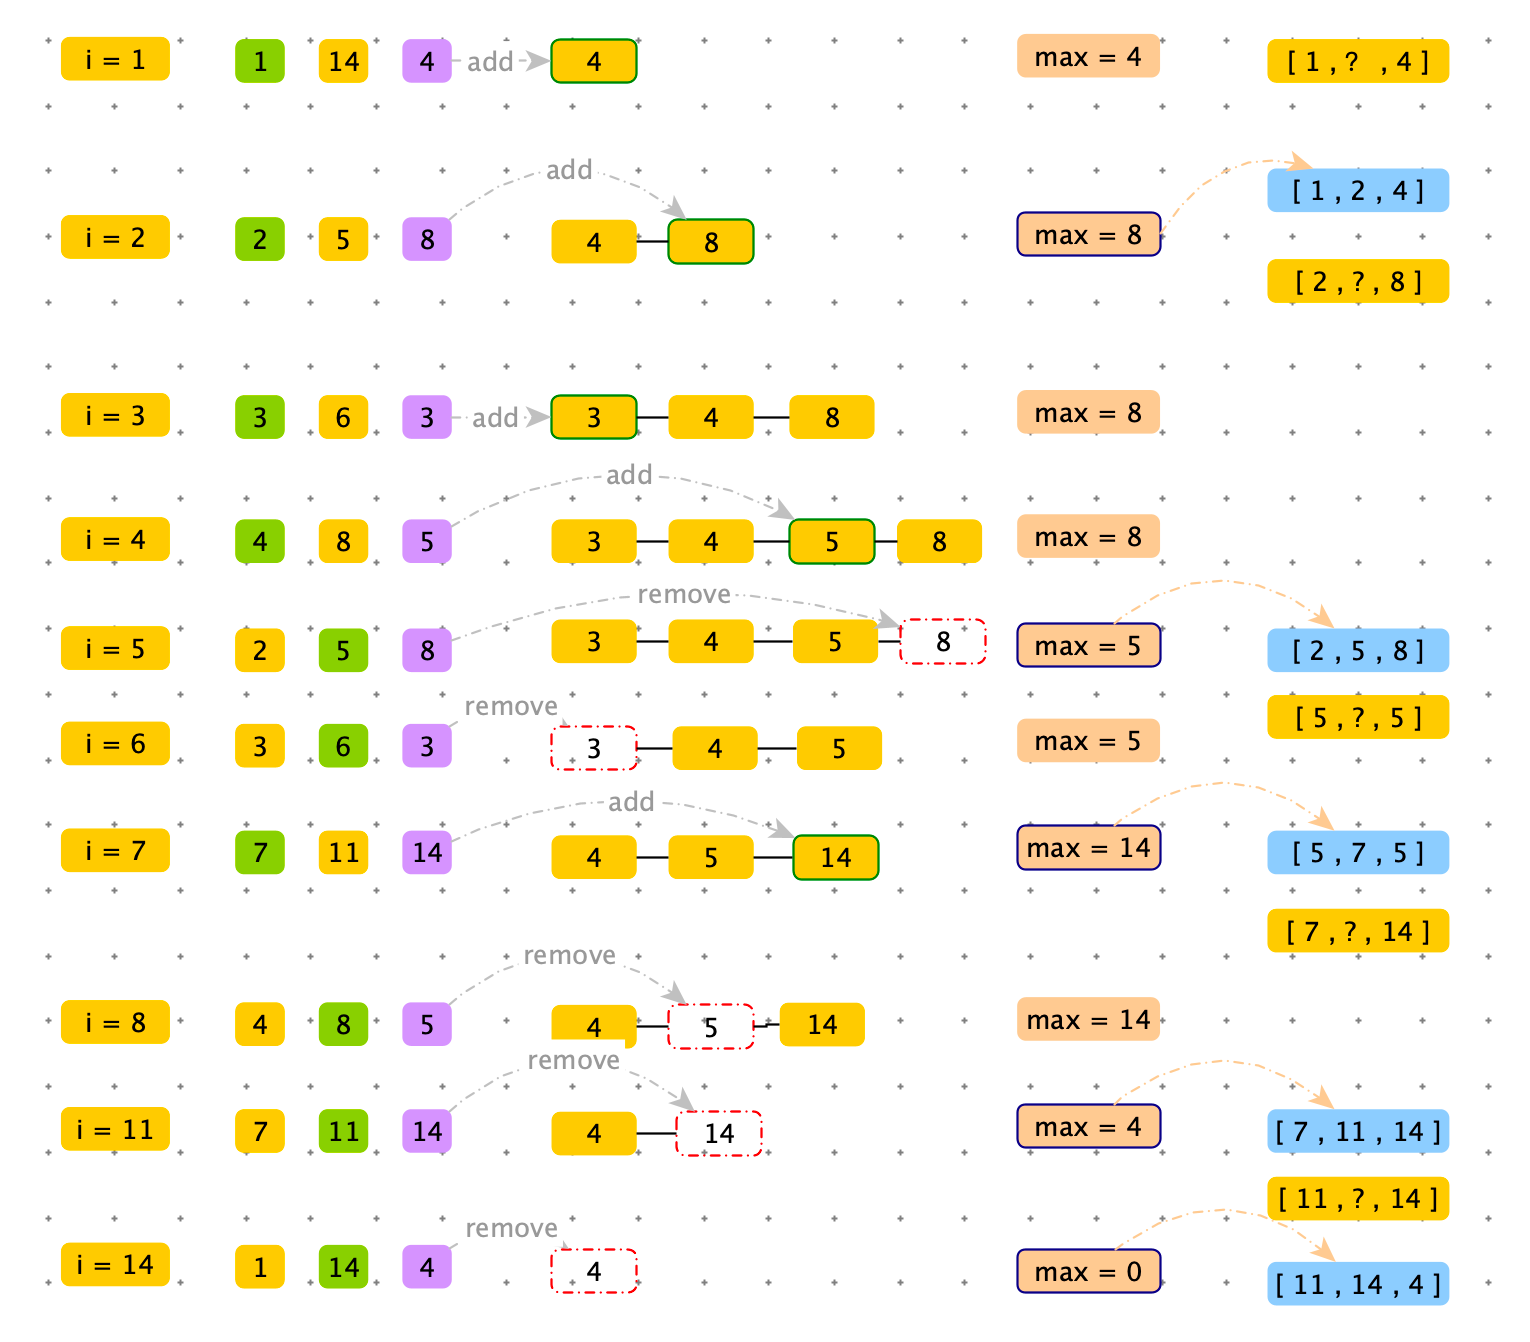 i = 1 1 14 4 add 4 max = 4 [ 1 , ? , 4 ]
add
[ 1 , 2 , 4 ]
i = 2 2 5 8 4 8 max = 8
[ 2 , ? , 8 ]
i = 3 3 6 3 add 3 4 8 max = 8
add
i = 4 4 8 5 3 4 5 8 max = 8
remove
i = 5 2 5 8 3 4 5 8 max = 5 [ 2 , 5 , 8 ]
remove
[ 5 , ? , 5 ]
i = 6 3 6 3 3 4 5 max = 5
add
i = 7 7 11 14 4 5 14 max = 14 [ 5 , 7 , 5 ]
[ 7 , ? , 14 ]
remove
i = 8 4 8 5 4 5 14 max = 14
remove
i = 11 7 11 14 4 14 max = 4 [ 7 , 11 , 14 ]
[ 11 , ? , 14 ]
remove
i = 14 1 14 4 4 max = 0 [ 11 , 14 , 4 ]